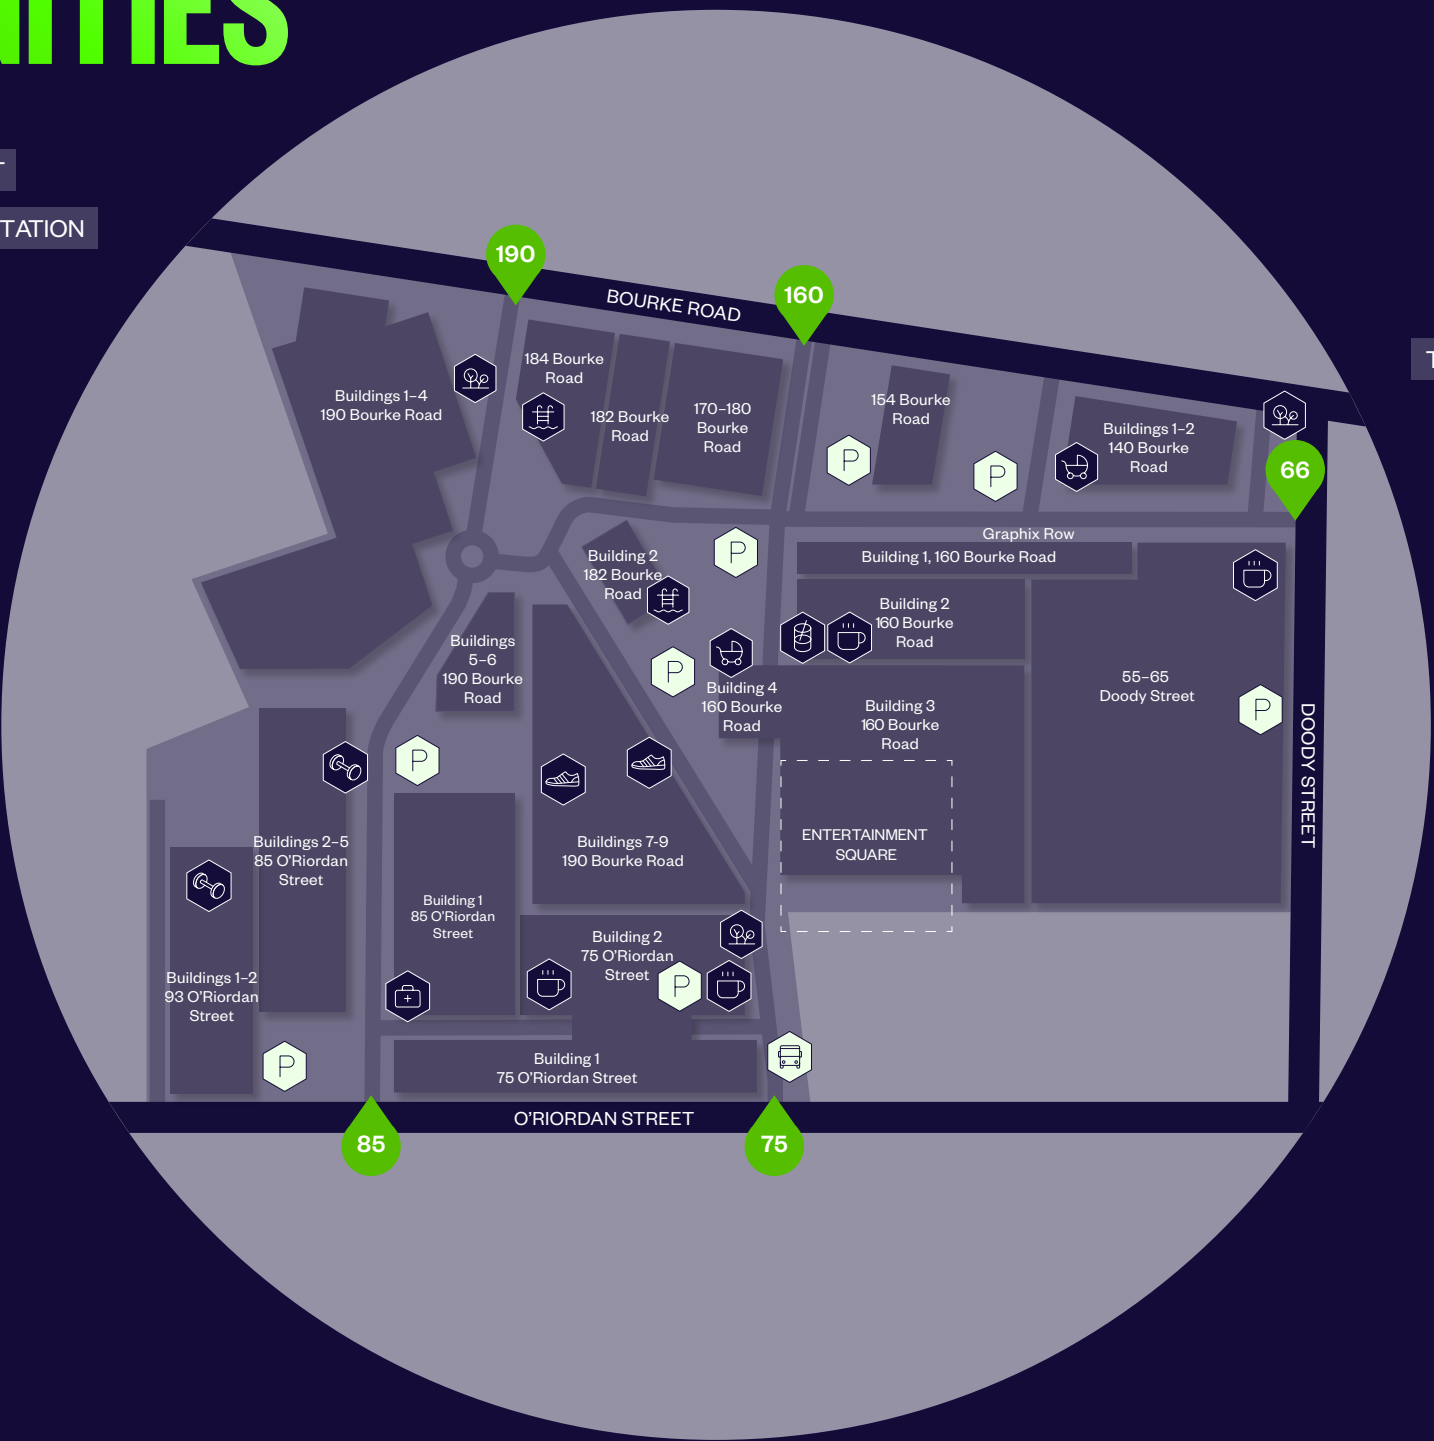 TATION
190
BOURKE ROAD
160
184 Bourke
Road
182 Bourke
Road
170–180
Bourke
Road
Buildings 1–4
190 Bourke Road
154 Bourke
Road
P
P
Buildings 1–2
140 Bourke
Road
66
Graphix Row
Building 1, 160 Bourke Road
P
Building 2
182 Bourke
Road
Building 2
160 Bourke
Road
Buildings
5–6
190 Bourke
Road
P
Building 4
160 Bourke
Road
Building 3
160 Bourke
Road
55–65
Doody Street
P
DOODY STREET
P
ENTERTAINMENT
SQUARE
Buildings 2–5
85 O’Riordan
Street
Buildings 7-9
190 Bourke Road
Building 1
85 O’Riordan
Street
Building 2
75 O’Riordan
Street
P
Buildings 1–2
93 O’Riordan
Street
P
Building 1
75 O’Riordan Street
O’RIORDAN STREET
85
75